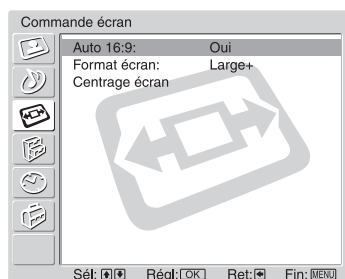 Commande écran
Auto 16:9: Oui
Format écran: Large+
Centrage écran
Sél: Régl: OK Ret: Fin: MENU